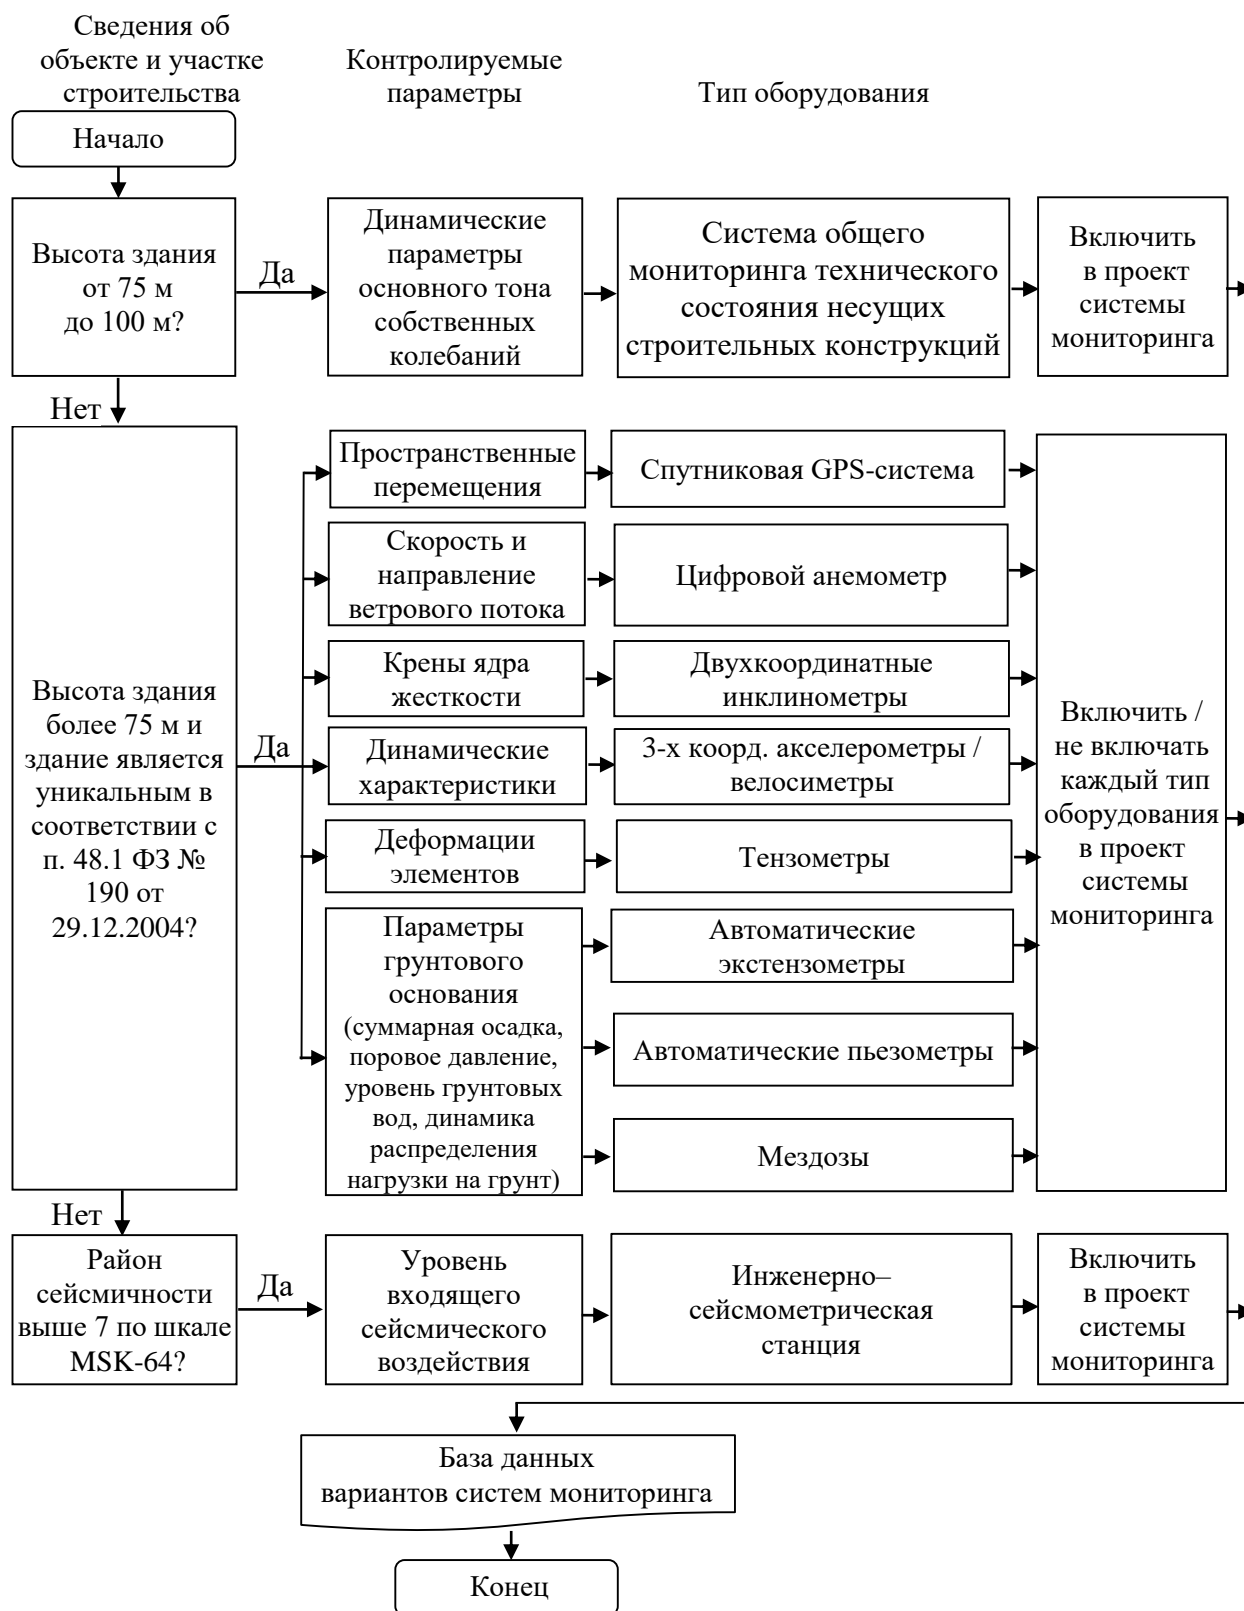 Сведения об
объекте и участке
строительства
Контролируемые
параметры
Тип оборудования
Начало
Высота здания
от 75 м
до 100 м?
Да
Динамические
параметры
основного тона
собственных
колебаний
Система общего
мониторинга технического
состояния несущих
строительных конструкций
Включить
в проект
системы
мониторинга
Нет
Высота здания
более 75 м и
здание является
уникальным в
соответствии с
п. 48.1 ФЗ №
190 от
29.12.2004?
Да
Пространственные
перемещения
Спутниковая GPS-система
Скорость и
направление
ветрового потока
Цифровой анемометр
Крены ядра
жесткости
Двухкоординатные
инклинометры
Динамические
характеристики
3-х коорд. акселерометры /
велосиметры
Деформации
элементов
Тензометры
Параметры
грунтового
основания
(суммарная осадка,
поровое давление,
уровень грунтовых
вод, динамика
распределения
нагрузки на грунт)
Автоматические
экстензометры
Автоматические пьезометры
Мездозы
Включить /
не включать
каждый тип
оборудования
в проект
системы
мониторинга
Нет
Район
сейсмичности
выше 7 по шкале
MSK-64?
Да
Уровень
входящего
сейсмического
воздействия
Инженерно–
сейсмометрическая
станция
Включить
в проект
системы
мониторинга
База данных
вариантов систем мониторинга
Конец